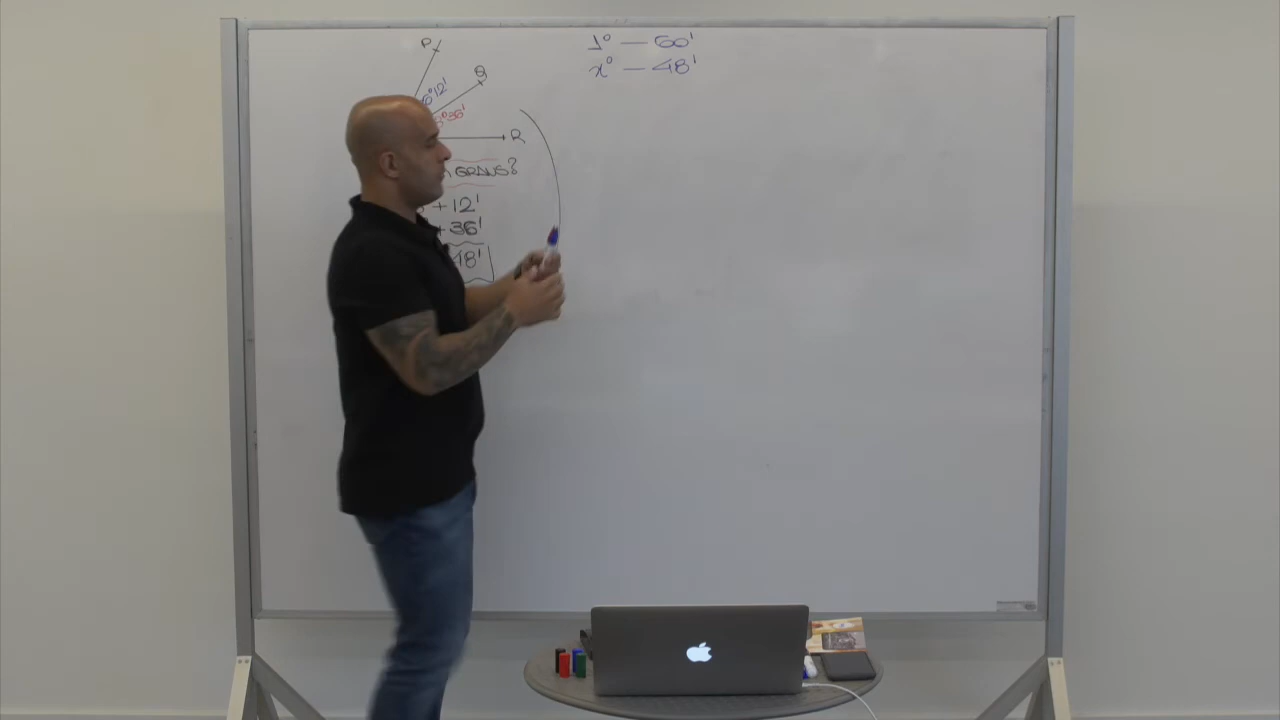 P
Q
12'
36'
R
GRAUS?
+ 12'
+ 36'
48'
1° — 60'
x° — 48'